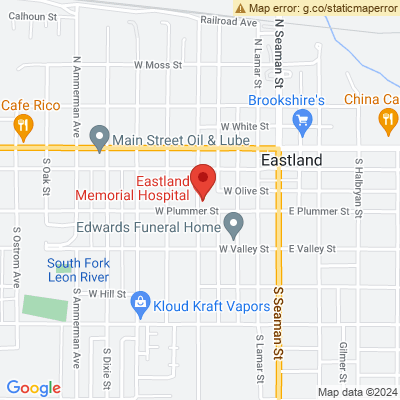 Map error: g.co/staticmaperror
Calhoun St
Railroad Ave
N Seaman St
N Lamar St
W Moss St
N Ammerman Ave
Cafe Rico
Brookshire's
China Ca
W White St
Main Street Oil & Lube
Eastland
S Oak St
Eastland
Memorial Hospital
W Olive St
S Halbryan St
W Plummer St
E Plummer St
Edwards Funeral Home
W Valley St
E Valley St
S Ostrom Ave
South Fork
Leon River
W Hill St
Kloud Kraft Vapors
S Ammerman Ave
S Seaman St
S Dixie St
S Lamar St
Gilmer St
Google
Map data ©2024